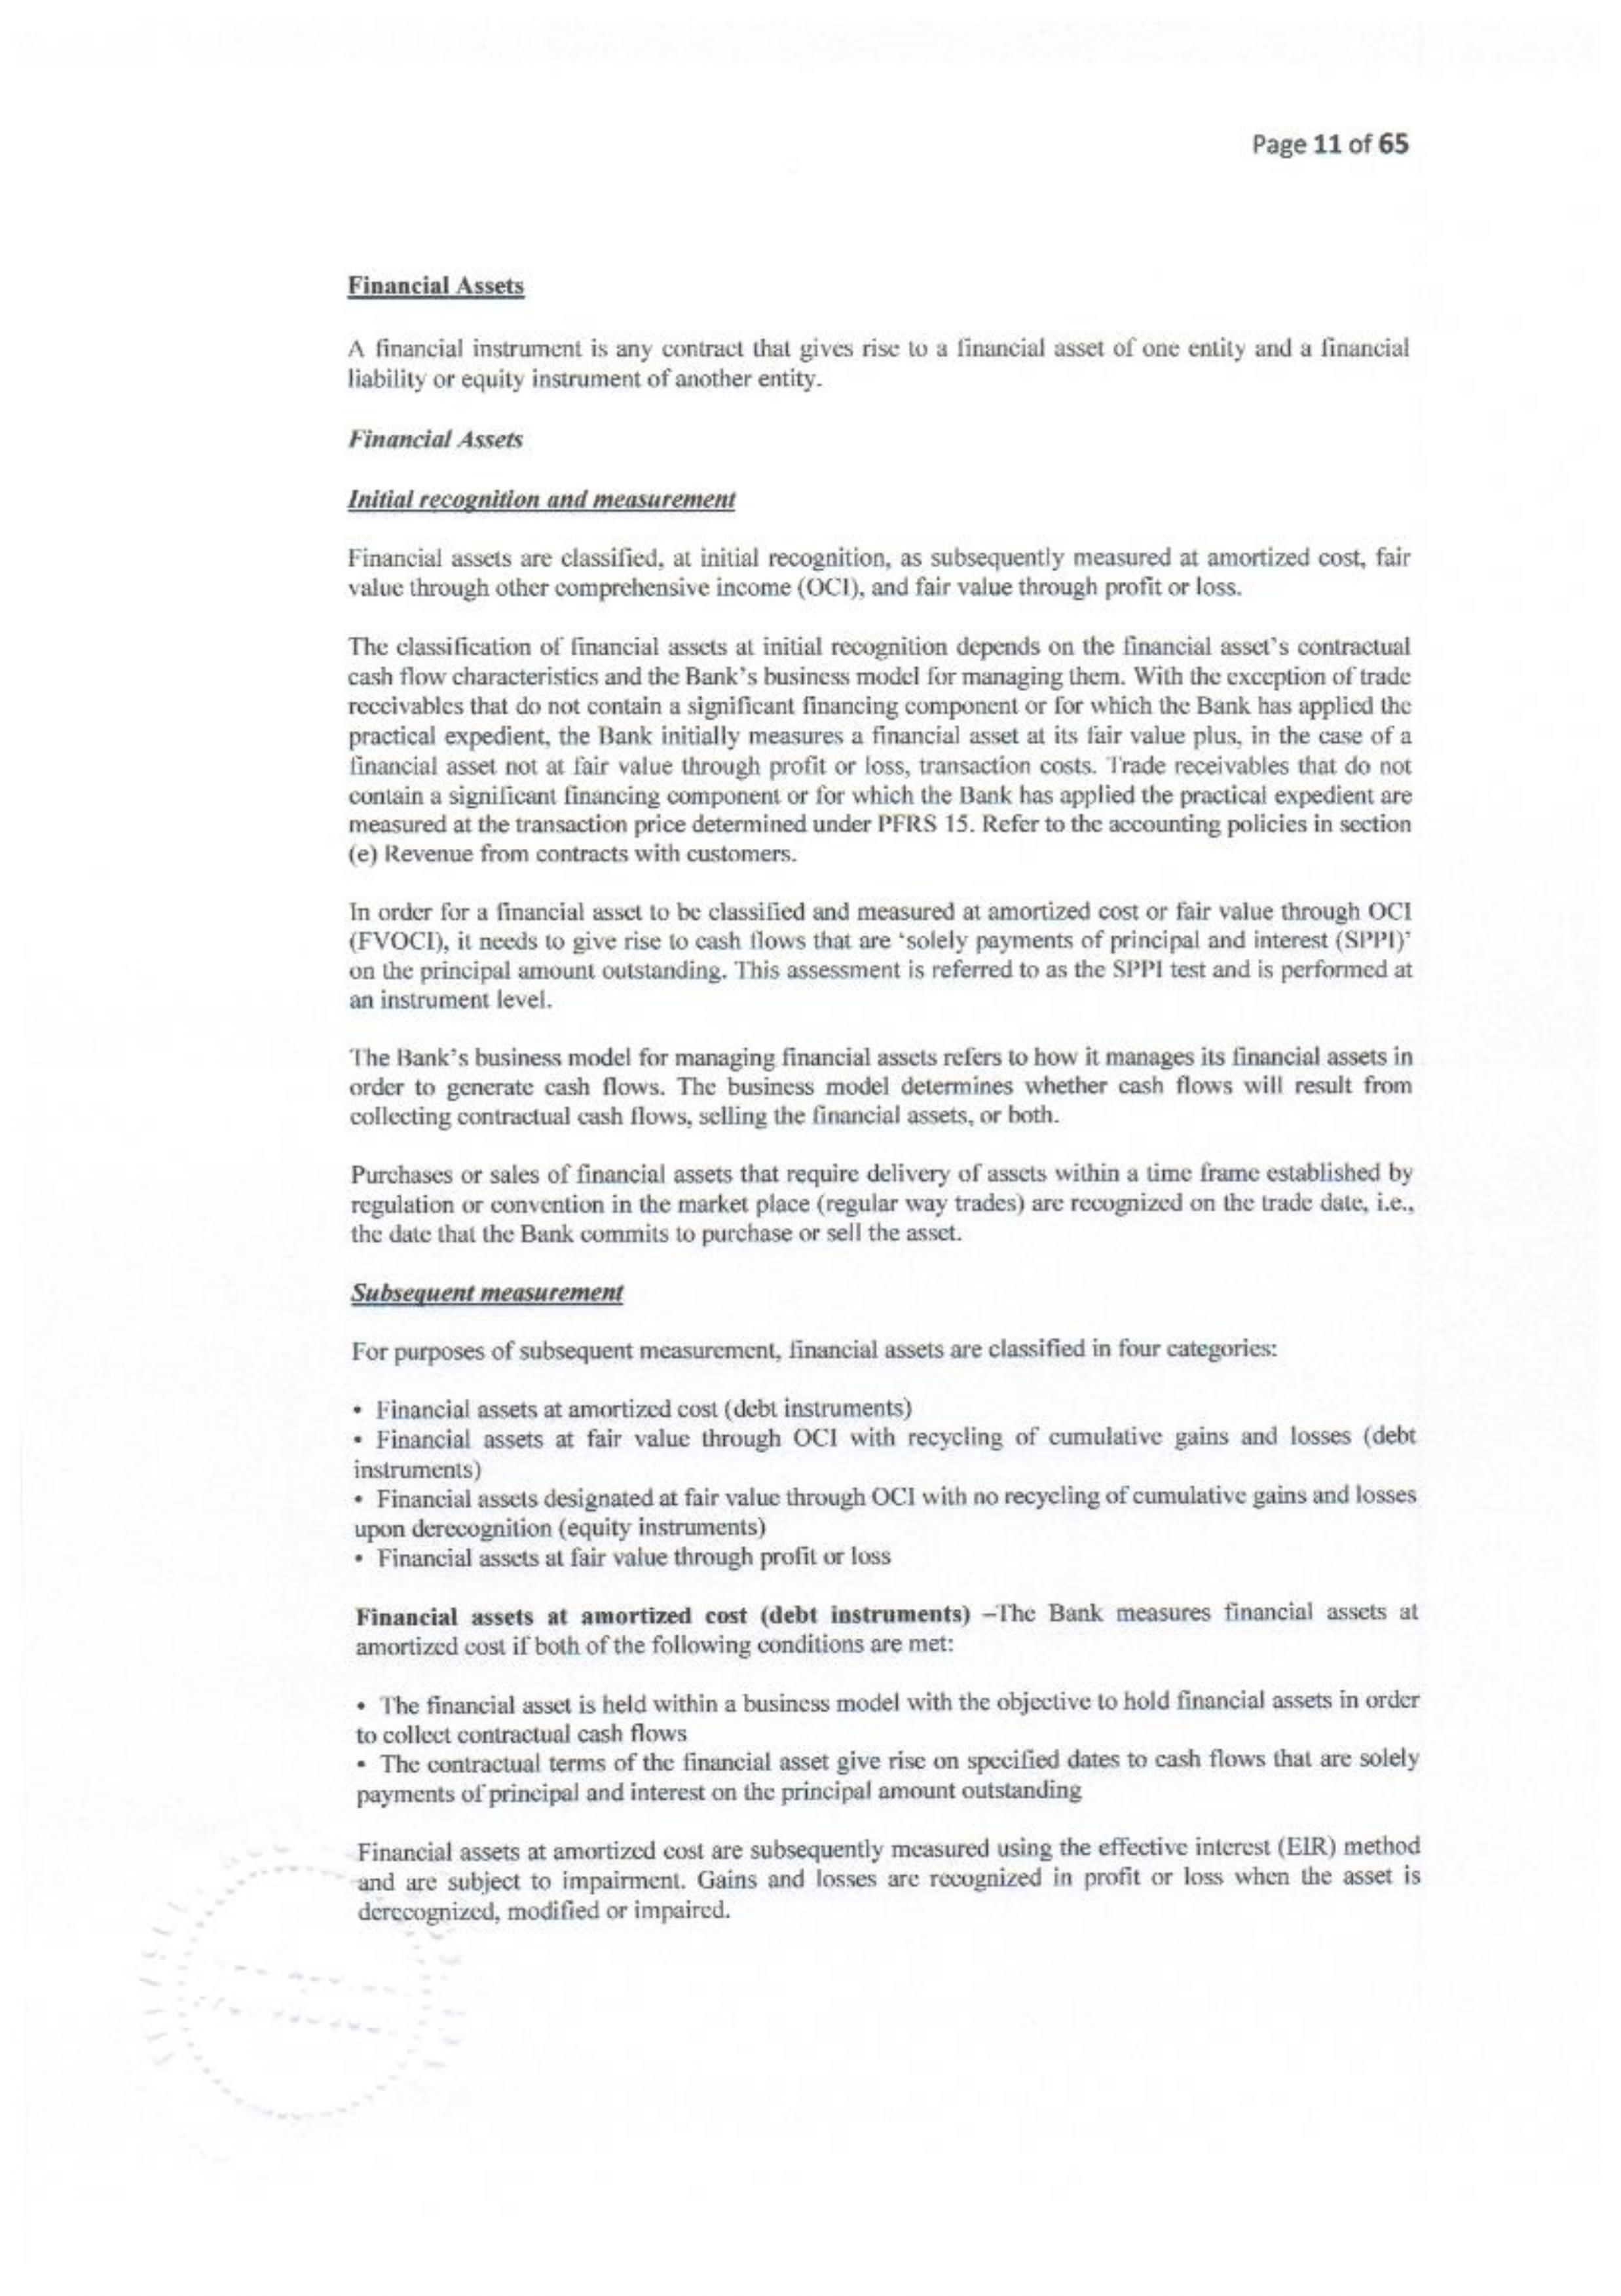 Page 11 of 65
Financial Assets
A financial instrument is any contract that gives rise to a financial asset of one entity and a financial
liability or equity instrument of another entity.
Financial Assets
Initial recognition and measurement
Financial assets are classified, at initial recognition, as subsequently measured at amortized cost, fair
value through other comprehensive income (OCI), and fair value through profit or loss.
The classification of financial assets at initial recognition depends on the financial asset's contractual
cash flow characteristics and the Bank's business model for managing them. With the exception of trade
receivables that do not contain a significant financing component or for which the Bank has applied the
practical expedient, the Bank initially measures a financial asset at its fair value plus, in the case of a
financial asset not at fair value through profit or loss, transaction costs. Trade receivables that do not
contain a significant financing component or for which the Bank has applied the practical expedient are
measured at the transaction price determined under PFRS 15. Refer to the accounting policies in section
(e) Revenue from contracts with customers.
In order for a financial asset to be classified and measured at amortized cost or fair value through OCI
(FVOCI), it needs to give rise to cash flows that are 'solely payments of principal and interest (SPPI)'
on the principal amount outstanding. This assessment is referred to as the SPPI test and is performed at
an instrument level.
The Bank's business model for managing financial assets refers to how it manages its financial assets in
order to generate cash flows. The business model determines whether cash flows will result from
collecting contractual cash flows, selling the financial assets, or both.
Purchases or sales of financial assets that require delivery of assets within a time frame established by
regulation or convention in the market place (regular way trades) are recognized on the trade date, i.e.,
the date that the Bank commits to purchase or sell the asset.
Subsequent measurement
For purposes of subsequent measurement, financial assets are classified in four categories:
• Financial assets at amortized cost (debt instruments)
• Financial assets at fair value through OCI with recycling of cumulative gains and losses (debt
instruments)
• Financial assets designated at fair value through OCI with no recycling of cumulative gains and losses
upon derecognition (equity instruments)
• Financial assets at fair value through profit or loss
Financial assets at amortized cost (debt instruments) –The Bank measures financial assets at
amortized cost if both of the following conditions are met:
• The financial asset is held within a business model with the objective to hold financial assets in order
to collect contractual cash flows
• The contractual terms of the financial asset give rise on specified dates to cash flows that are solely
payments of principal and interest on the principal amount outstanding
Financial assets at amortized cost are subsequently measured using the effective interest (EIR) method
and are subject to impairment. Gains and losses are recognized in profit or loss when the asset is
derecognized, modified or impaired.